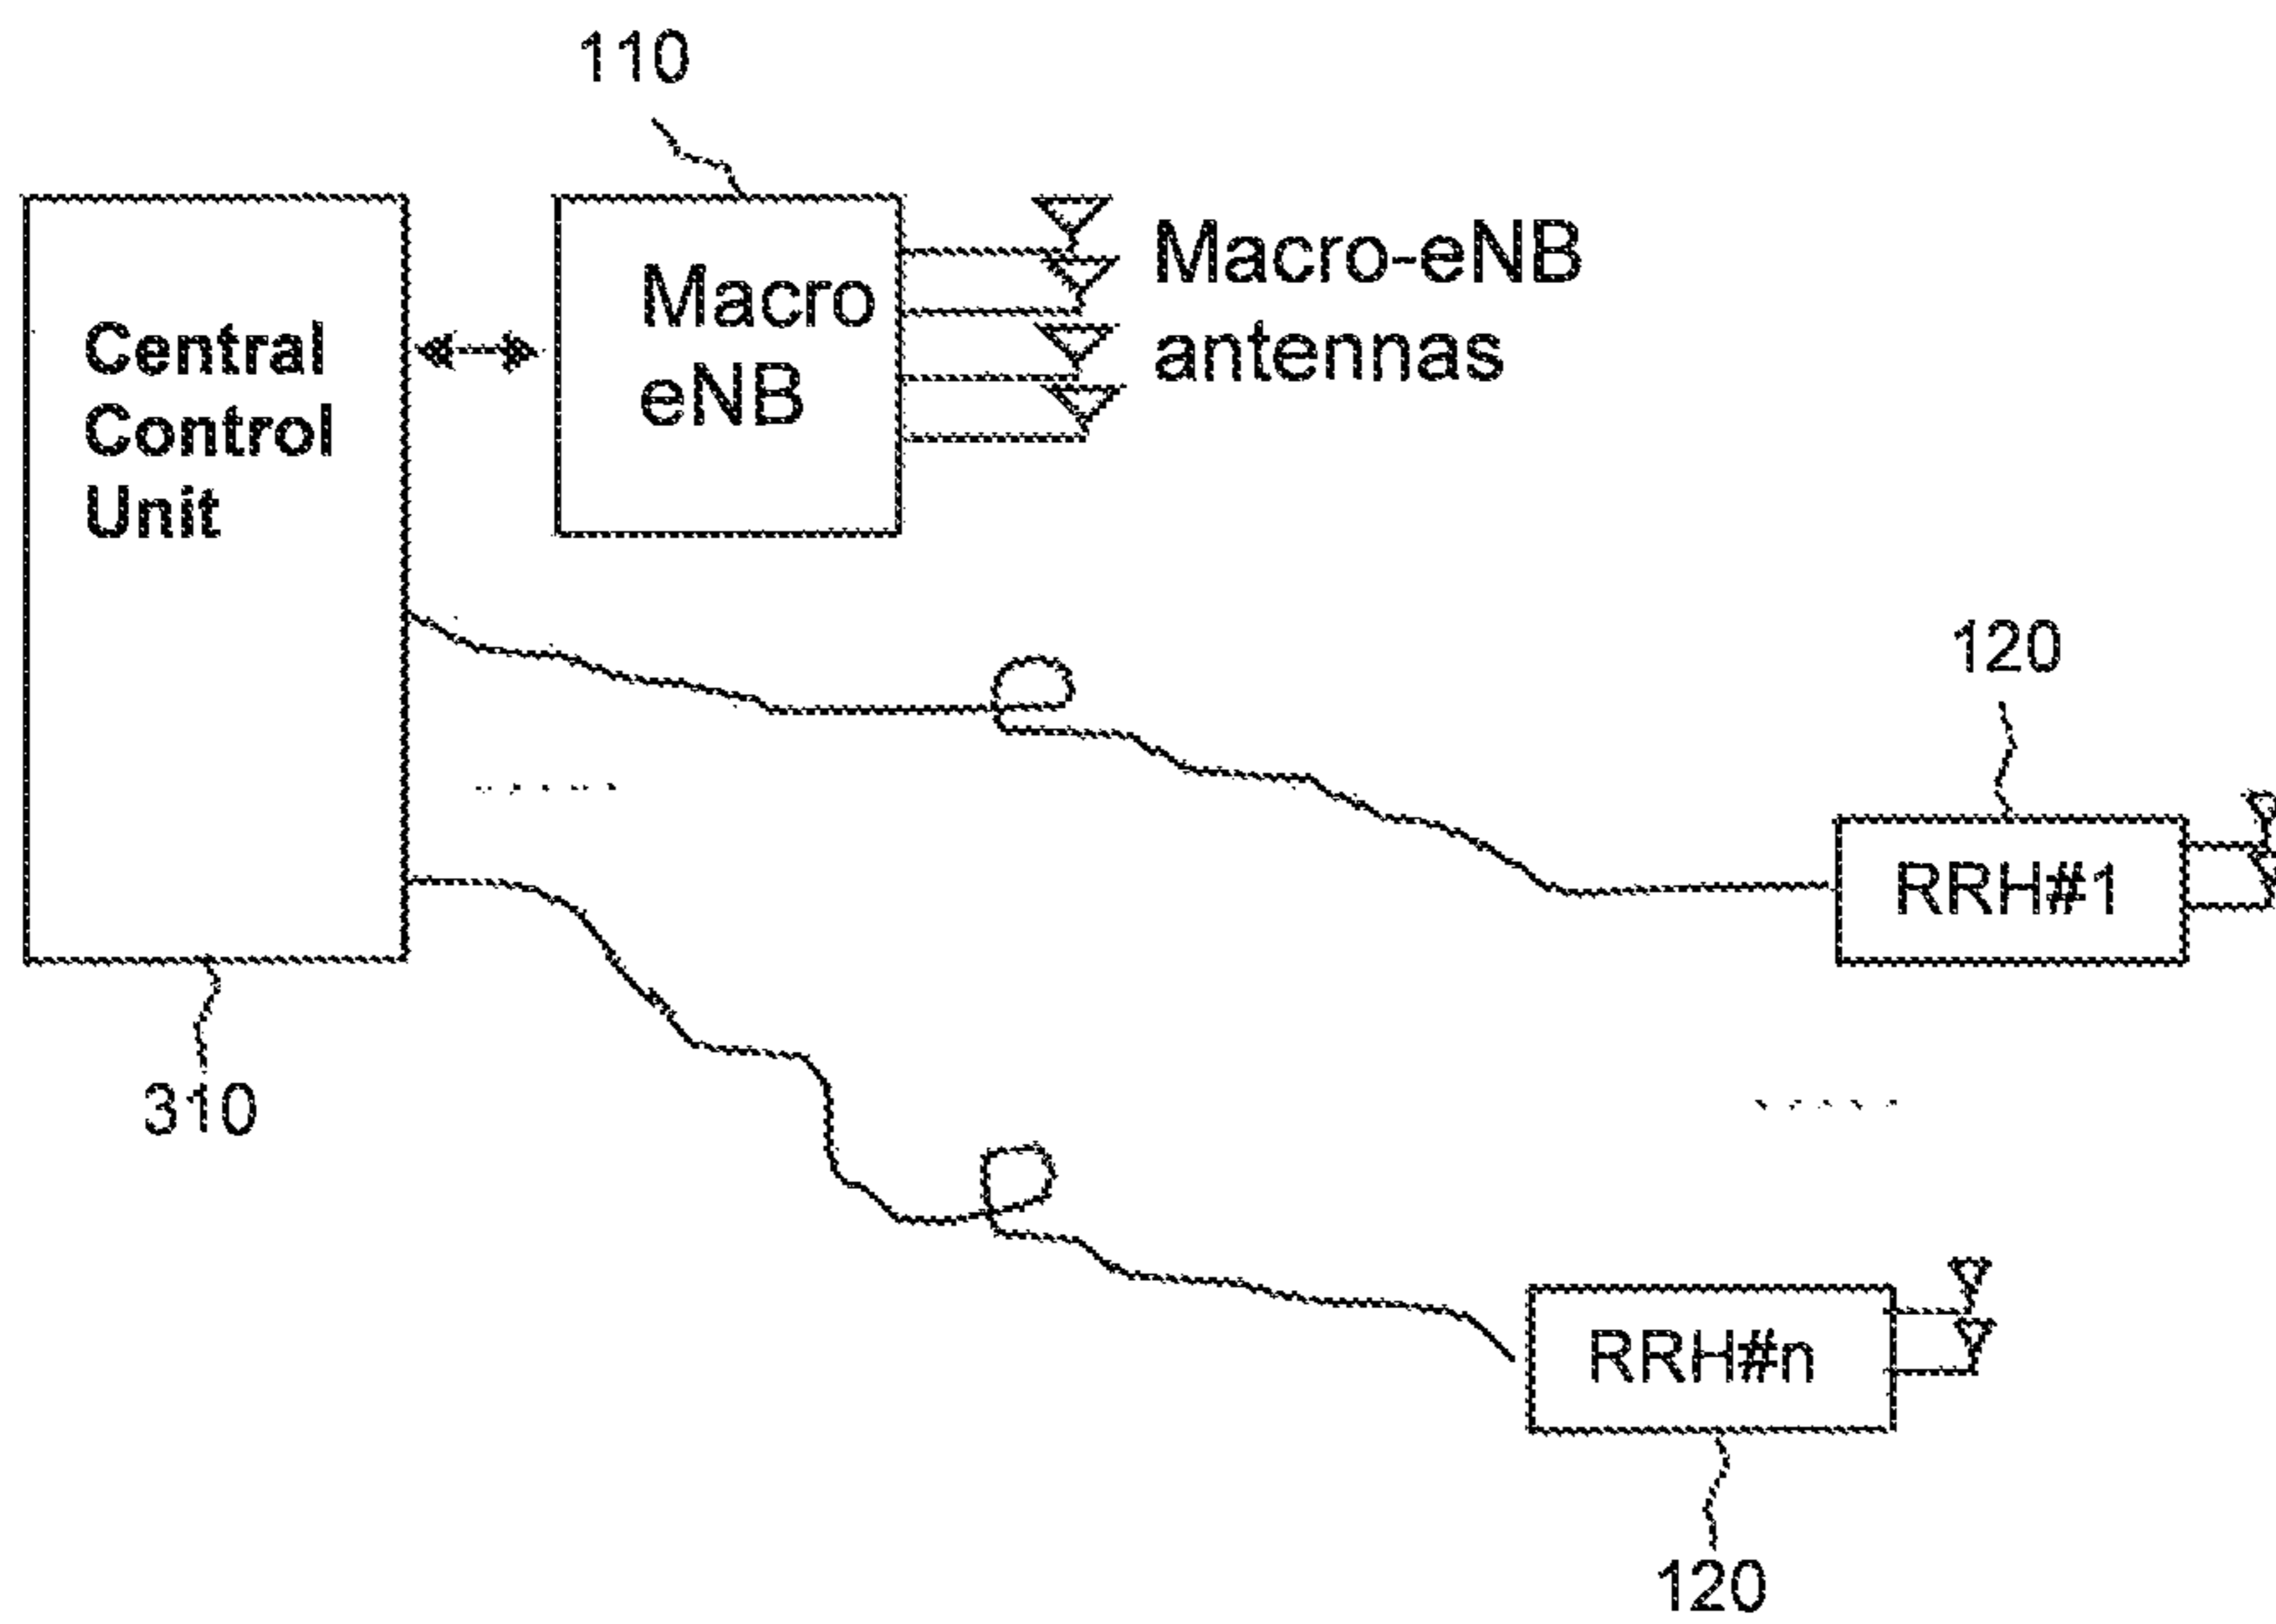 110
Macro
eNB
Macro-eNB
antennas
Central
Control
Unit
120
RRH#1
310
RRH#n
120